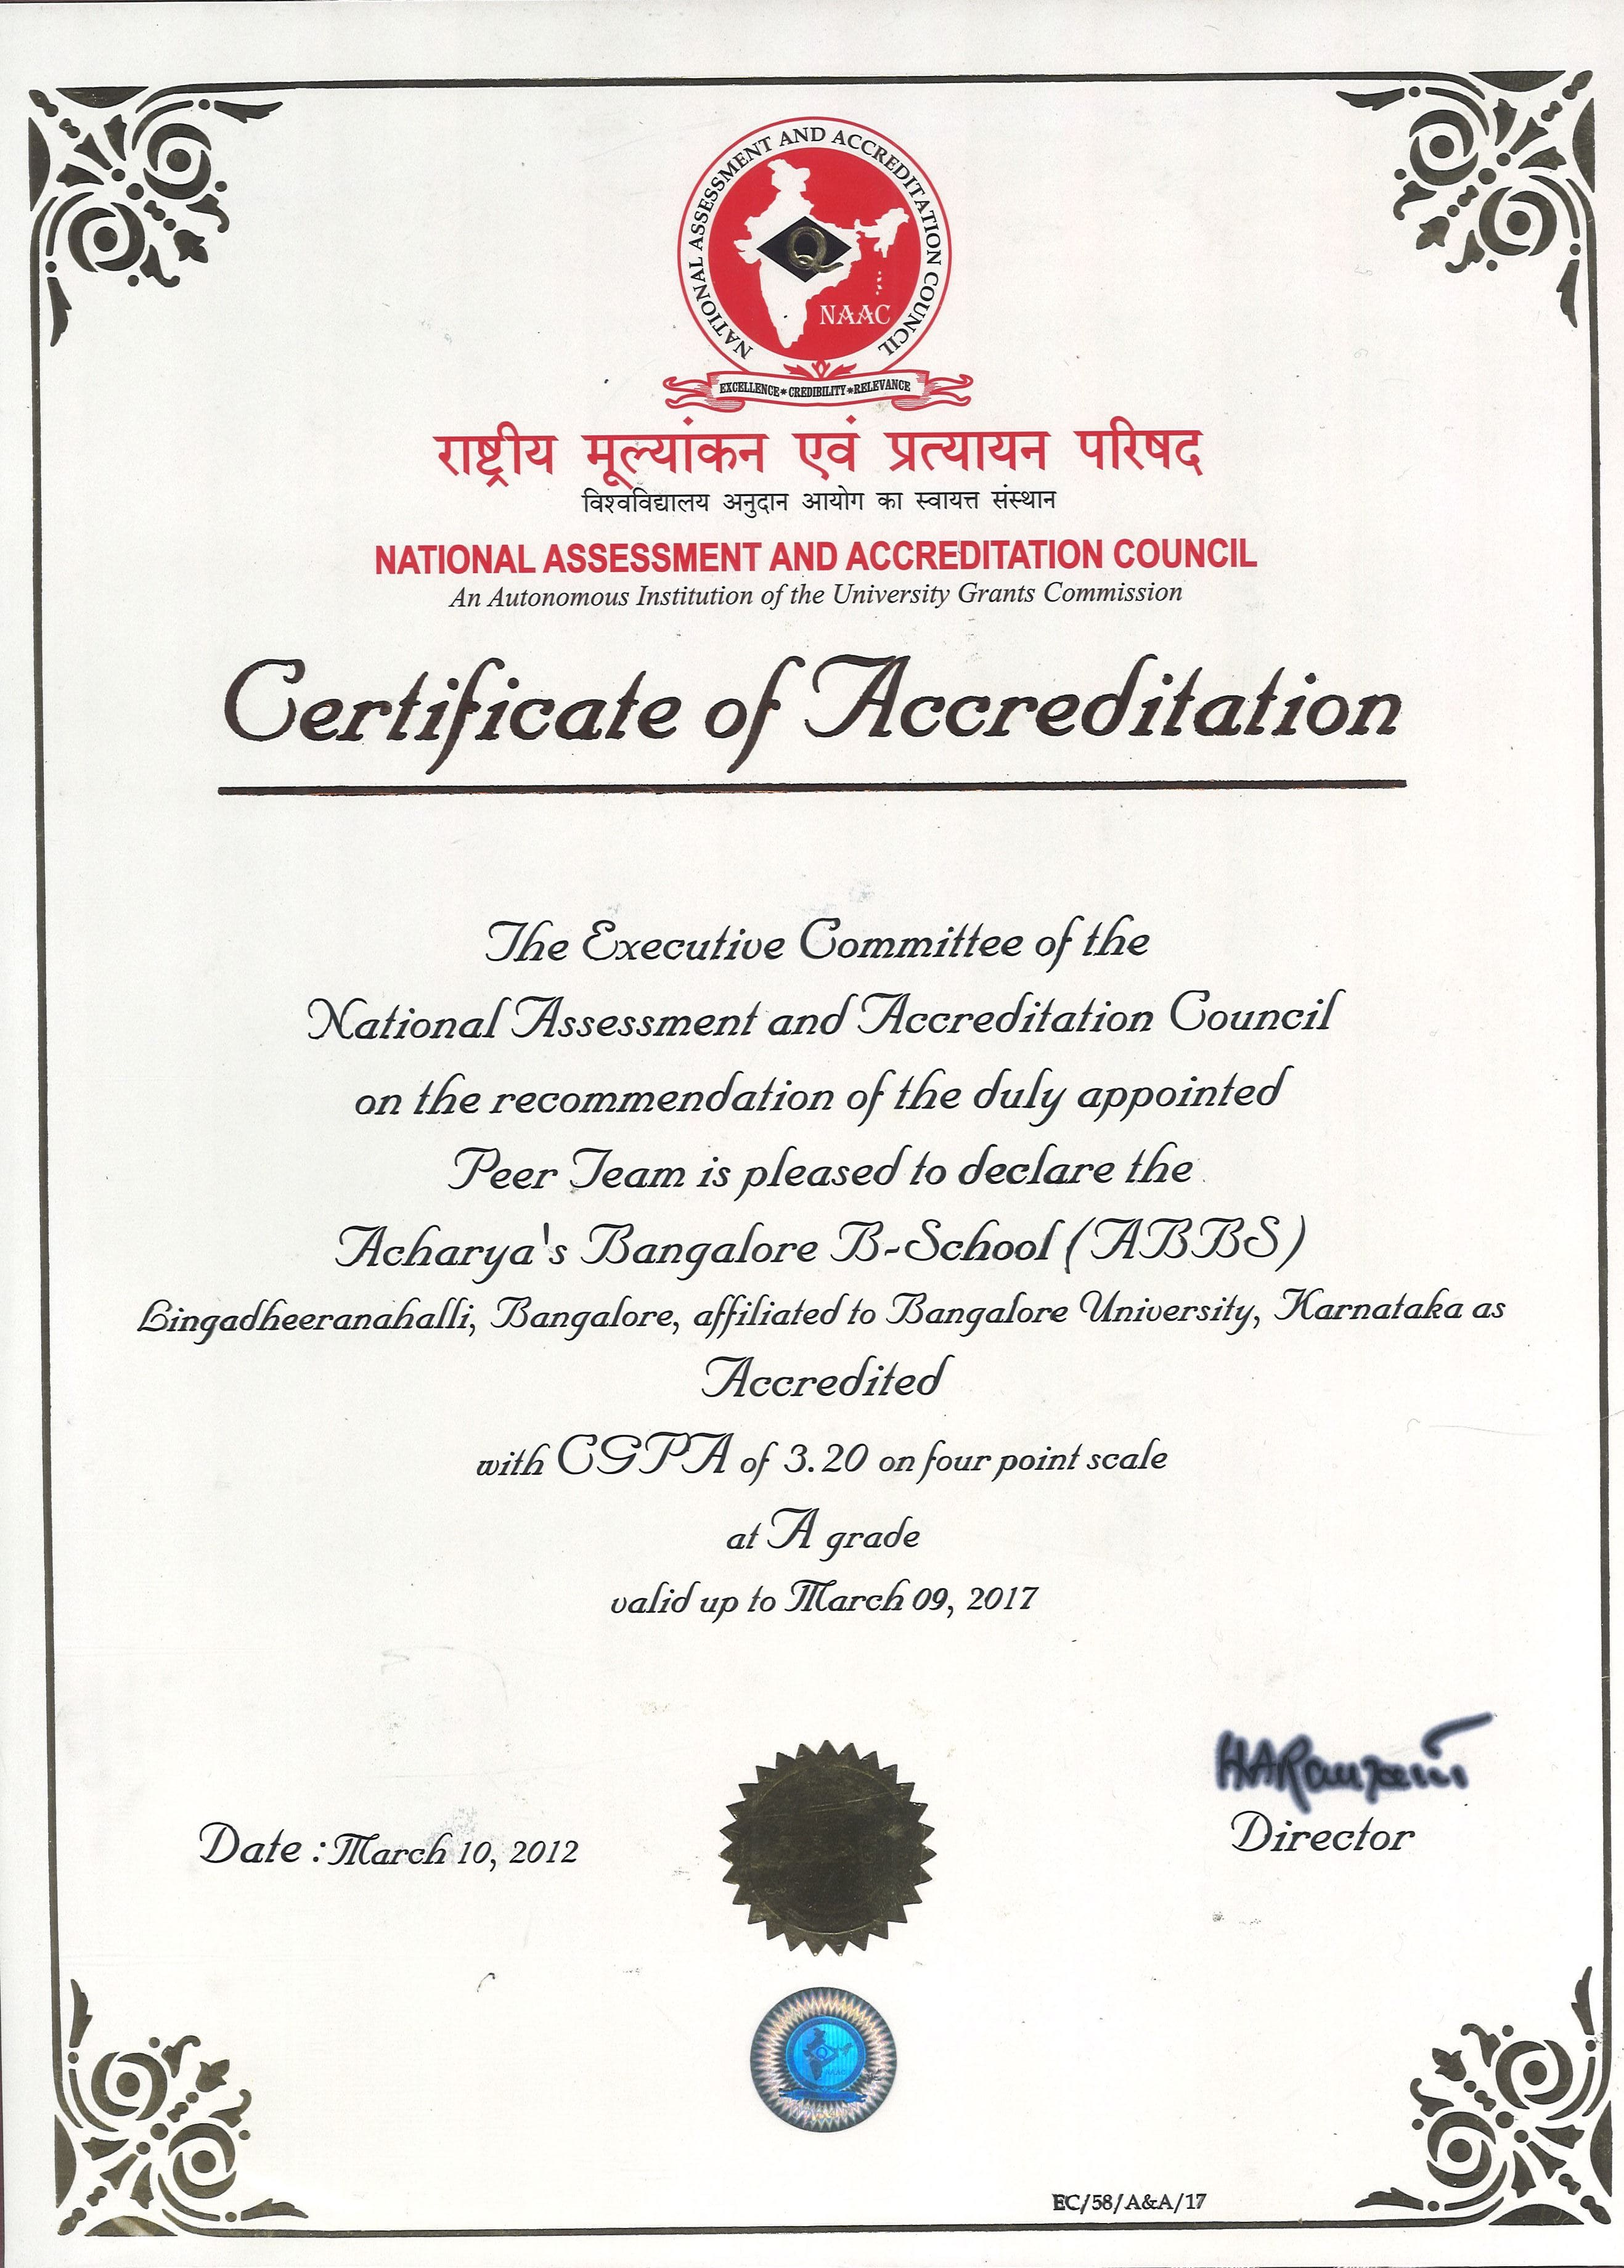 NATIONAL ASSESSMENT AND ACCREDITATION COUNCIL
NAAC
EXCELLENCE * CREDIBILITY * RELEVANCE
राष्ट्रीय मूल्यांकन एवं प्रत्यायन परिषद
विश्वविद्यालय अनुदान आयोग का स्वायत्त संस्थान
NATIONAL ASSESSMENT AND ACCREDITATION COUNCIL
An Autonomous Institution of the University Grants Commission
Certificate of Accreditation
The Executive Committee of the
National Assessment and Accreditation Council
on the recommendation of the duly appointed
Peer Team is pleased to declare the
Acharya's Bangalore B-School (ABBS)
Lingadheeranahalli, Bangalore, affiliated to Bangalore University, Karnataka as
Accredited
with CGPA of 3.20 on four point scale
at A grade
valid up to March 09, 2017
Director
Date : March 10, 2012
EC/58/A&A/17